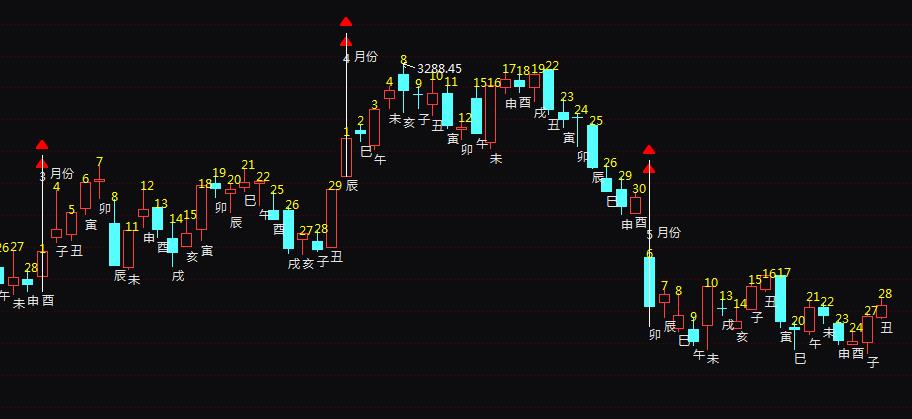 26 27 28 1
午 未 申 酉
3 月份
4 5 6 7 8 11 12 13 14 15 18 19 20 21 22 25 26 27 28 29
子 丑 寅 卯 辰 未 申 酉 戌 亥 寅 卯 辰 巳 午 酉 戌 亥 子 丑
4 月份
1 2 3 4 8 9 10 11 12 15 16 17 18 19 22 23 24 25 26 29 30
辰 巳 午 未 亥 子 丑 寅 卯 午 未 申 酉 戌 丑 寅 卯 辰 巳 申 酉
3288.45
5 月份
6 7 8 9 10 13 14 15 16 17 20 21 22 23 24 27 28
卯 辰 巳 午 未 戌 亥 子 丑 寅 巳 午 未 申 酉 子 丑